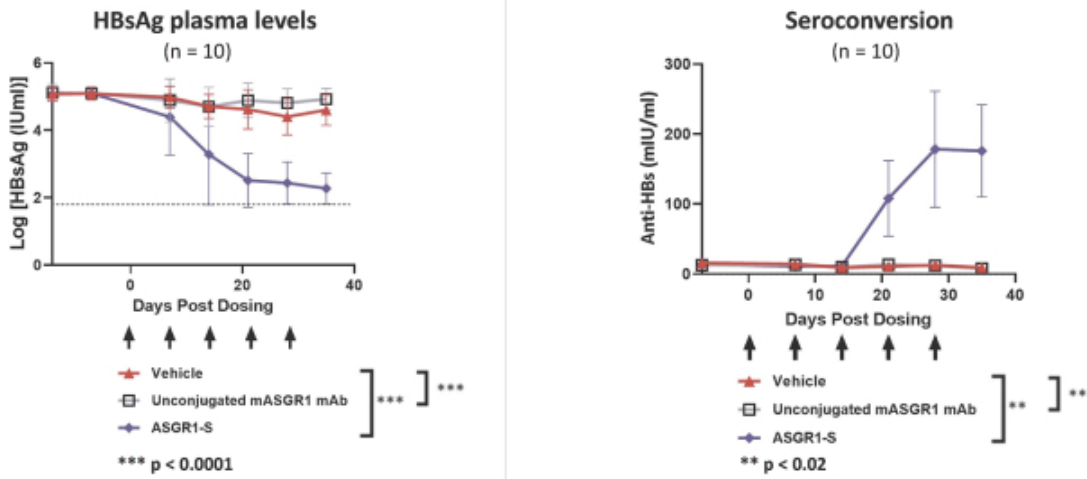 HBsAg plasma levels
(n = 10)
6
4
2
0
Log [HBsAg (IUml)]
0
20
40
Days Post Dosing
Vehicle
***
***
Unconjugated mASGR1 mAb
ASGR1-S
*** p < 0.0001
Seroconversion
(n = 10)
300
200
100
0
Anti-HBs (mIU/ml)
0
10
20
30
40
Days Post Dosing
Vehicle
**
**
Unconjugated mASGR1 mAb
ASGR1-S
** p < 0.02